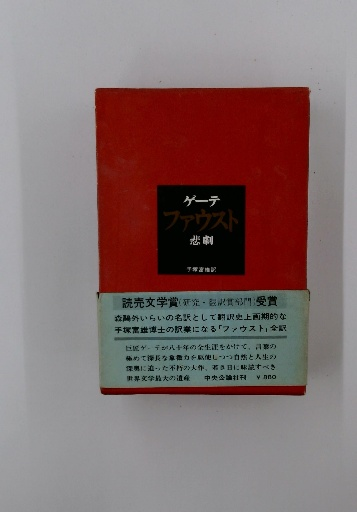 ゲーテ
ファウスト
悲劇
手塚富雄訳
読売文学賞(研究・翻訳賞部門)受賞
森鷗外いらいの名訳として翻訳史上画期的な
手塚富雄博士の訳業になる「ファウスト」全訳
巨匠ゲーテが八十年の全生涯をかけて、言葉の
極めて深長な象徴力を駆使しつつ自然と人生の
深奥に迫った不朽の大作、若き日に味読すべき
世界文学最大の遺産 中央公論社刊 ¥880